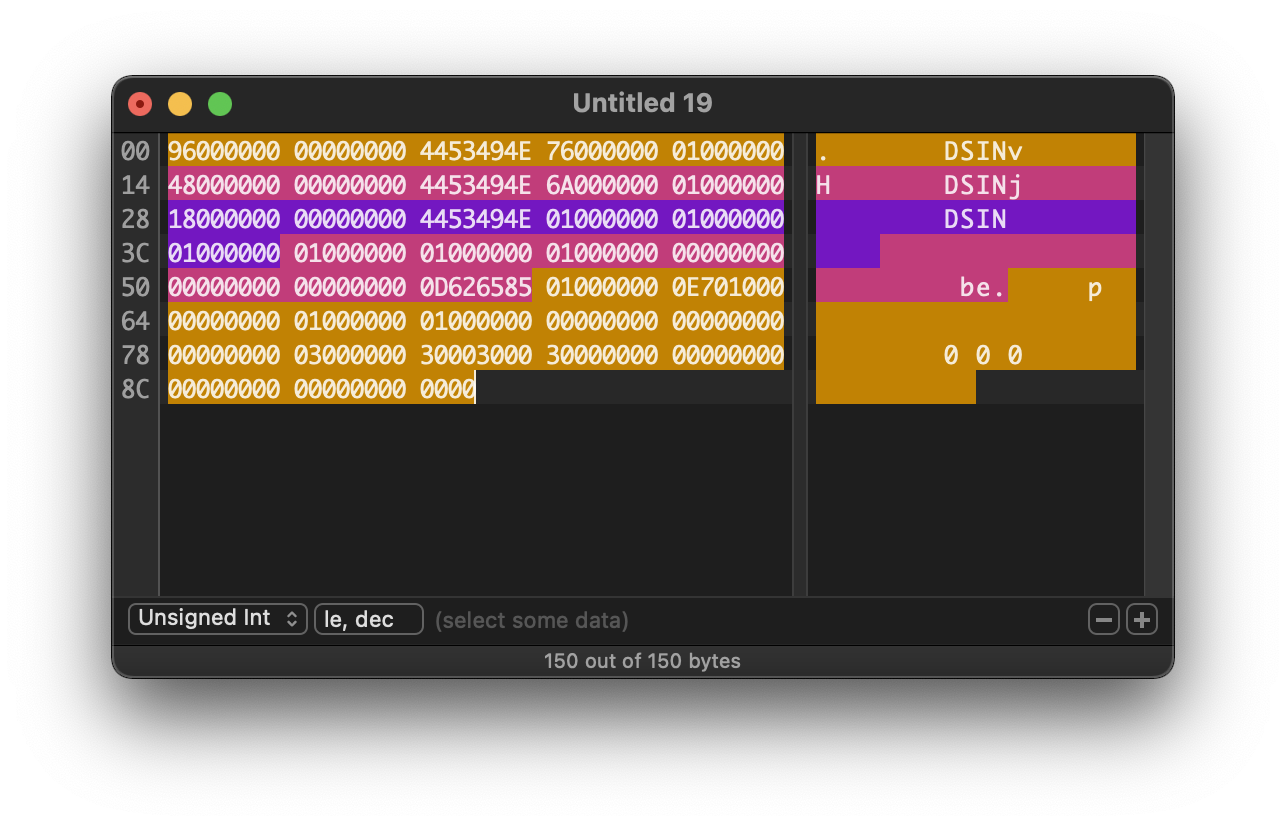 Untitled 19
00 96000000 00000000 4453494E 76000000 01000000 . DSINv
14 48000000 00000000 4453494E 6A000000 01000000 H DSINj
28 18000000 00000000 4453494E 01000000 01000000 DSIN
3C 01000000 01000000 01000000 01000000 00000000
50 00000000 00000000 0D626585 01000000 0E701000 be. p
64 00000000 01000000 01000000 00000000 00000000
78 00000000 03000000 30003000 30000000 00000000 0 0 0
8C 00000000 00000000 0000
Unsigned Int le, dec (select some data)
150 out of 150 bytes